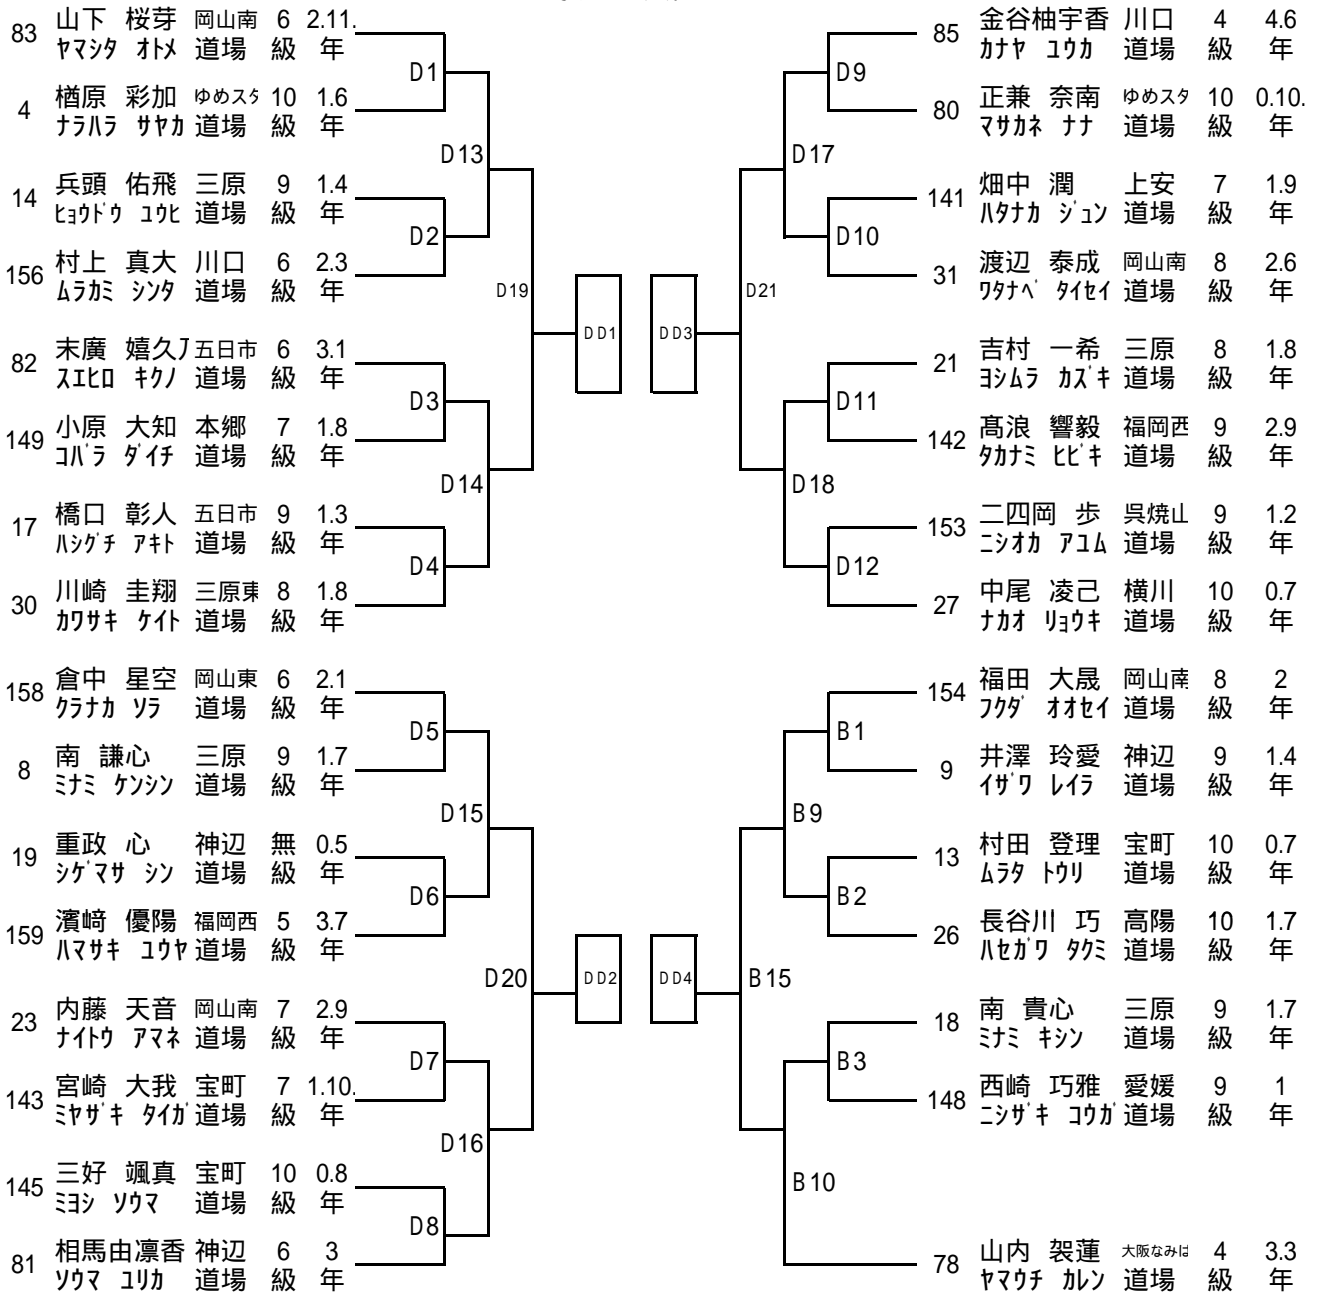 83 山下 桜芽 岡山南 6 2.11.
ﾔﾏｼﾀ ｵﾄﾒ 道場 級 年
4 楢原 彩加 ゆめスタ 10 1.6
ﾅﾗﾊﾗ ｻﾔｶ 道場 級 年
14 兵頭 佑飛 三原 9 1.4
ﾋｮｳﾄﾞｳ ﾕｳﾋ 道場 級 年
156 村上 真大 川口 6 2.3
ﾑﾗｶﾐ ｼﾝﾀ 道場 級 年
82 末廣 嬉久乃 五日市 6 3.1
ｽｴﾋﾛ ｷｸﾉ 道場 級 年
149 小原 大知 本郷 7 1.8
ｺﾊﾞﾗ ﾀﾞｲﾁ 道場 級 年
17 橋口 彰人 五日市 9 1.3
ﾊｼｸﾞﾁ ｱｷﾄ 道場 級 年
30 川崎 圭翔 三原東 8 1.8
ｶﾜｻｷ ｹｲﾄ 道場 級 年
158 倉中 星空 岡山東 6 2.1
ｸﾗﾅｶ ｿﾗ 道場 級 年
8 南 謙心 三原 9 1.7
ﾐﾅﾐ ｹﾝｼﾝ 道場 級 年
19 重政 心 神辺 無 0.5
ｼｹﾞﾏｻ ｼﾝ 道場 級 年
159 濱﨑 優陽 福岡西 5 3.7
ﾊﾏｻｷ ﾕｳﾔ 道場 級 年
23 内藤 天音 岡山南 7 2.9
ﾅｲﾄｳ ｱﾏﾈ 道場 級 年
143 宮崎 大我 宝町 7 1.10.
ﾐﾔｻﾞｷ ﾀｲｶﾞ 道場 級 年
145 三好 颯真 宝町 10 0.8
ﾐﾖｼ ｿｳﾏ 道場 級 年
81 相馬由凛香 神辺 6 3
ｿｳﾏ ﾕﾘｶ 道場 級 年
D1
D2
D3
D4
D5
D6
D7
D8
D13
D14
D15
D16
D19
D20
DD1
DD2
DD3
DD4
D21
B15
D17
D18
B9
B10
D9
D10
D11
D12
B1
B2
B3
85 金谷柚宇香 川口 4 4.6
ｶﾅﾔ ﾕｳｶ 道場 級 年
80 正兼 奈南 ゆめスタ 10 0.10.
ﾏｻｶﾈ ﾅﾅ 道場 級 年
141 畑中 潤 上安 7 1.9
ﾊﾀﾅｶ ｼﾞｭﾝ 道場 級 年
31 渡辺 泰成 岡山南 8 2.6
ﾜﾀﾅﾍﾞ ﾀｲｾｲ 道場 級 年
21 吉村 一希 三原 8 1.8
ﾖｼﾑﾗ ｶｽﾞｷ 道場 級 年
142 髙浪 響毅 福岡西 9 2.9
ﾀｶﾅﾐ ﾋﾋﾞｷ 道場 級 年
153 二四岡 歩 呉焼山 9 1.2
ﾆｼｵｶ ｱﾕﾑ 道場 級 年
27 中尾 凌己 横川 10 0.7
ﾅｶｵ ﾘｮｳｷ 道場 級 年
154 福田 大晟 岡山南 8 2
ﾌｸﾀﾞ ｵｵｾｲ 道場 級 年
9 井澤 玲愛 神辺 9 1.4
ｲｻﾞﾜ ﾚｲﾗ 道場 級 年
13 村田 登理 宝町 10 0.7
ﾑﾗﾀ ﾄｳﾘ 道場 級 年
26 長谷川 巧 高陽 10 1.7
ﾊｾｶﾞﾜ ﾀｸﾐ 道場 級 年
18 南 貴心 三原 9 1.7
ﾐﾅﾐ ｷｼﾝ 道場 級 年
148 西崎 巧雅 愛媛 9 1
ﾆｼｻﾞｷ ｺｳｶﾞ 道場 級 年
78 山内 袈蓮 大阪なみは 4 3.3
ﾔﾏｳﾁ ｶﾚﾝ 道場 級 年